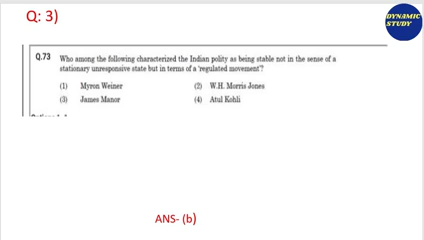 Q: 3)
DYNAMIC
STUDY
Q.73 Who among the following characterized the Indian polity as being stable not in the sense of a
stationary unresponsive state but in terms of a 'regulated movement'?
(1) Myron Weiner (2) W.H. Morris Jones
(3) James Manor (4) Atul Kohli
ANS- (b)